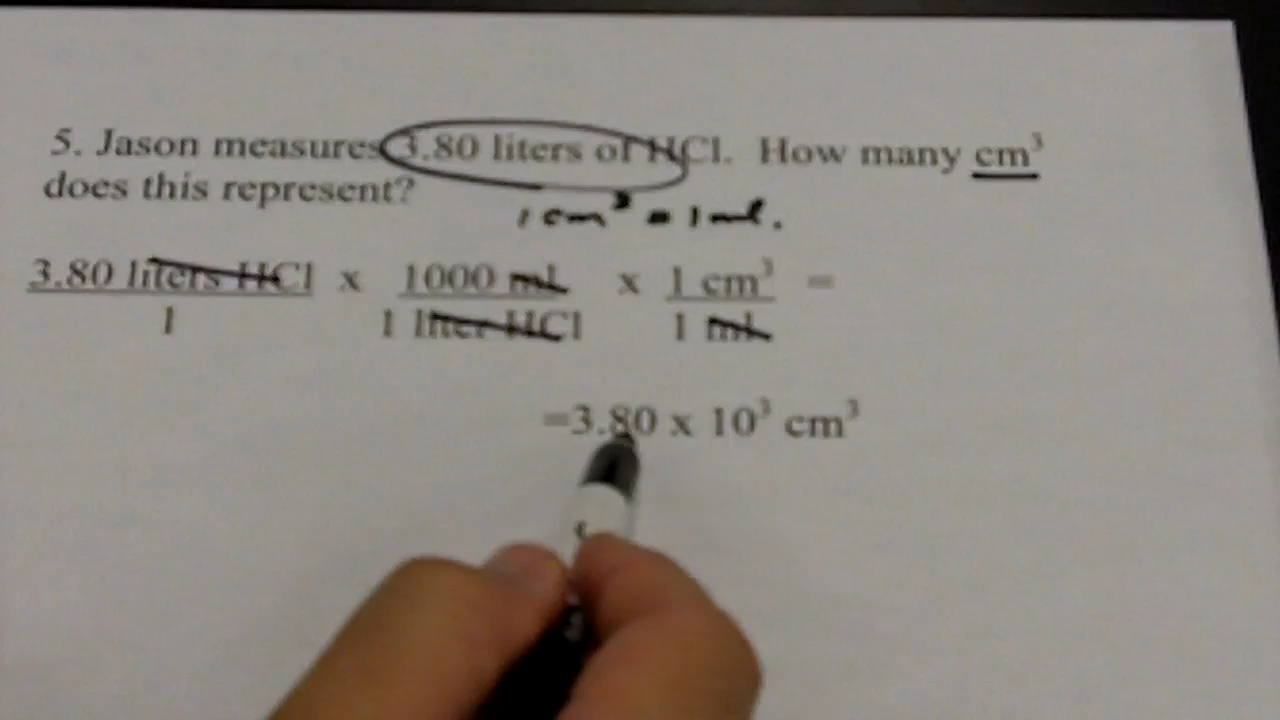 5. Jason measures 3.80 liters of HCl. How many cm³
does this represent?
1 cm³ = 1 mL.
3.80 liters HCl x 1000 mL x 1 cm³ =
1 1 liter HCl 1 mL
=3.80 x 10³ cm³